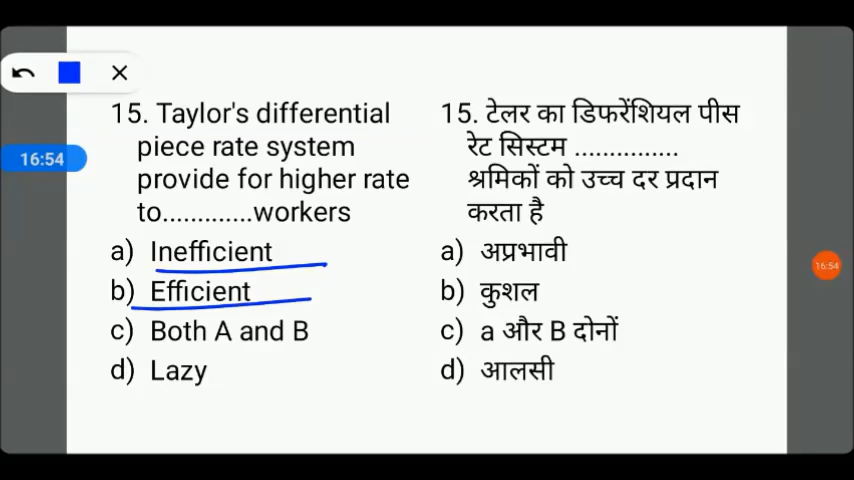 15. Taylor's differential
piece rate system
provide for higher rate
to.............workers
a) Inefficient
b) Efficient
c) Both A and B
d) Lazy
15. टेलर का डिफरेंशियल पीस
रेट सिस्टम ...............
श्रमिकों को उच्च दर प्रदान
करता है
a) अप्रभावी
b) कुशल
c) a और B दोनों
d) आलसी
16:54
16:54